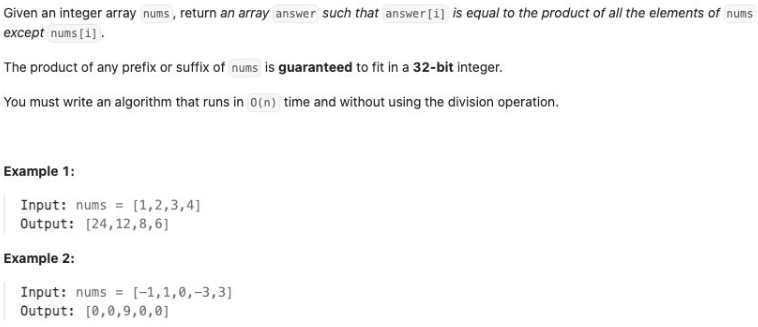 Given an integer array nums, return an array answer such that answer[i] is equal to the product of all the elements of nums
except nums[i].
The product of any prefix or suffix of nums is guaranteed to fit in a 32-bit integer.
You must write an algorithm that runs in O(n) time and without using the division operation.
Example 1:
Input: nums = [1,2,3,4]
Output: [24,12,8,6]
Example 2:
Input: nums = [-1,1,0,-3,3]
Output: [0,0,9,0,0]